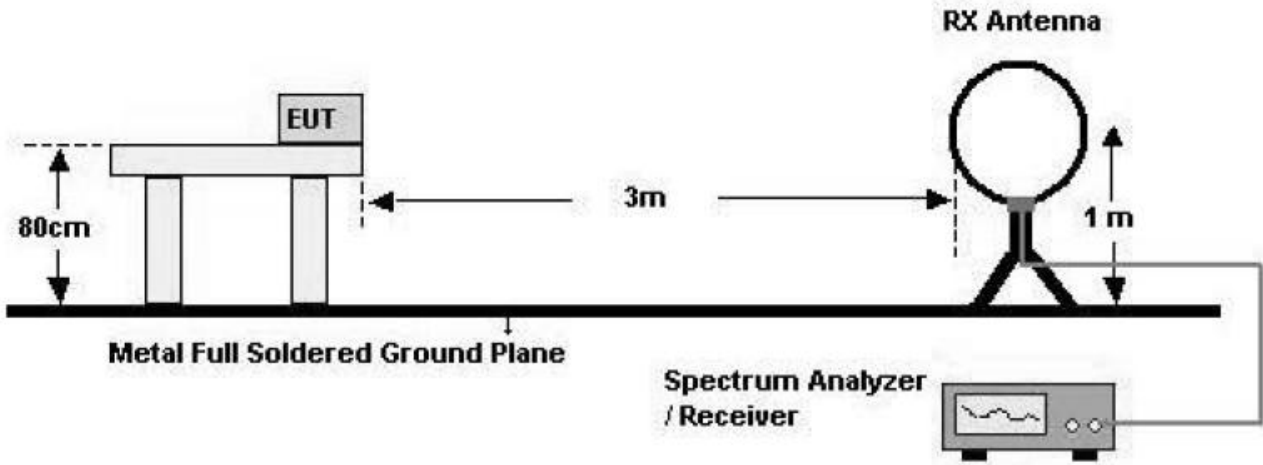 RX Antenna
EUT
80cm
3m
1 m
Metal Full Soldered Ground Plane
Spectrum Analyzer
/ Receiver